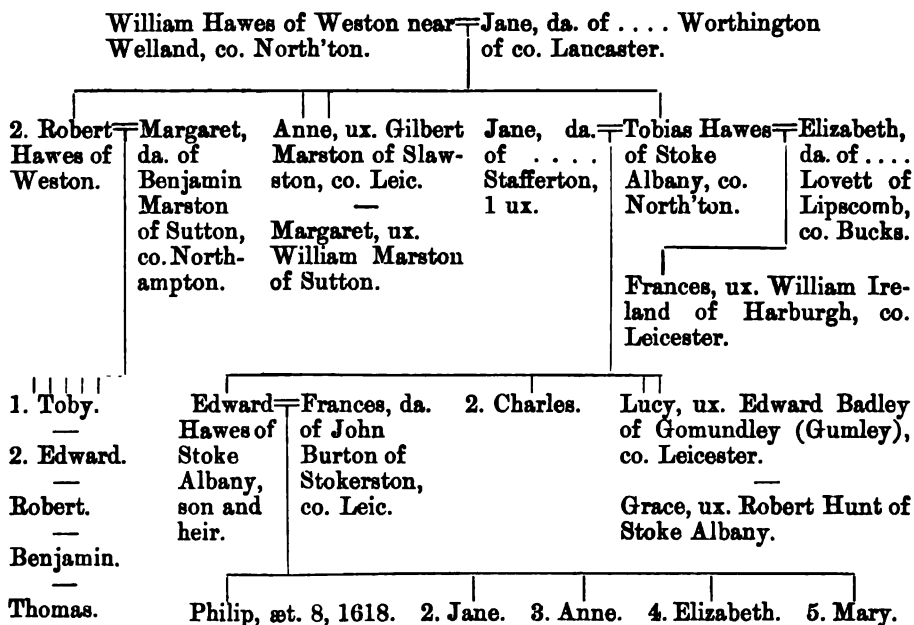 William Hawes of Weston near
Welland, co. North'ton.
Jane, da. of .... Worthington
of co. Lancaster.
2. Robert
Hawes of
Weston.
Margaret,
da. of
Benjamin
Marston
of Sutton,
co. North-
ampton.
Anne, ux. Gilbert
Marston of Slaw-
ston, co. Leic.
—
Margaret, ux.
William Marston
of Sutton.
Jane, da.
of ....
Stafferton,
1 ux.
Tobias Hawes
of Stoke
Albany, co.
North'ton.
Elizabeth,
da. of ....
Lovett of
Lipscomb,
co. Bucks.
Frances, ux. William Ire-
land of Harburgh, co.
Leicester.
1. Toby.
—
2. Edward.
—
Robert.
—
Benjamin.
—
Thomas.
Edward
Hawes of
Stoke
Albany,
son and
heir.
Frances, da.
of John
Burton of
Stokerston,
co. Leic.
2. Charles.
Lucy, ux. Edward Badley
of Gomundley (Gumley),
co. Leicester.
—
Grace, ux. Robert Hunt of
Stoke Albany.
Philip, æt. 8, 1618. 2. Jane. 3. Anne. 4. Elizabeth. 5. Mary.